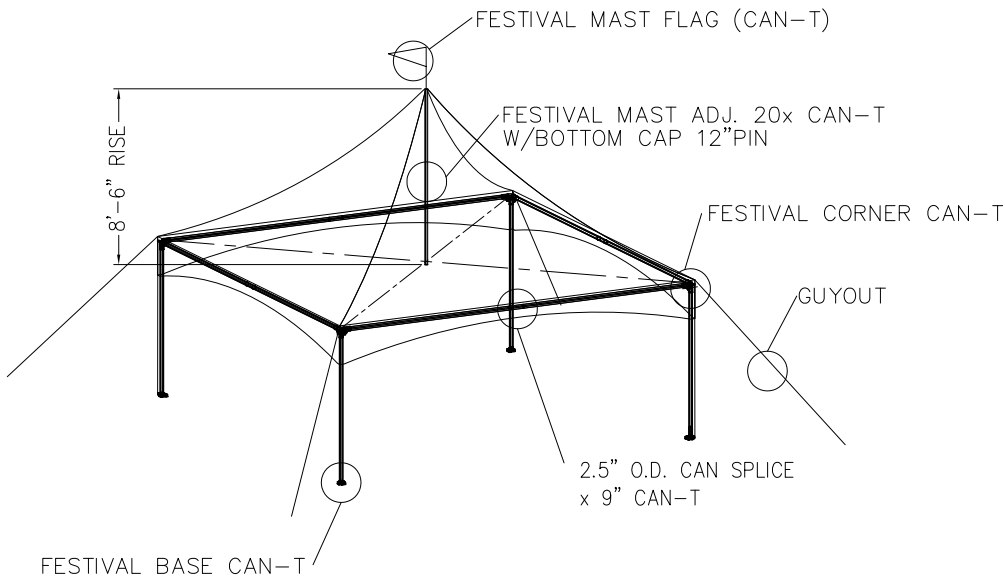 FESTIVAL MAST FLAG (CAN-T)
FESTIVAL MAST ADJ. 20x CAN-T
W/BOTTOM CAP 12"PIN
8'-6" RISE
FESTIVAL CORNER CAN-T
GUYOUT
2.5" O.D. CAN SPLICE
x 9" CAN-T
FESTIVAL BASE CAN-T